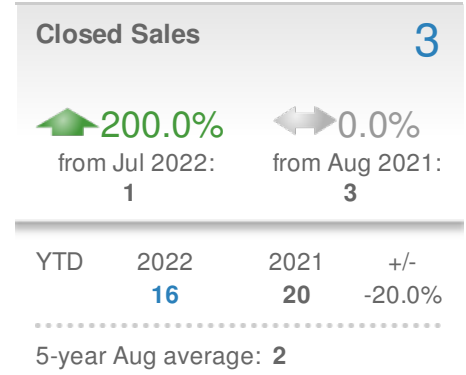 Closed Sales 3
200.0% 0.0%
from Jul 2022: from Aug 2021:
1 3
YTD 2022 2021 +/-
16 20 -20.0%
5-year Aug average: 2